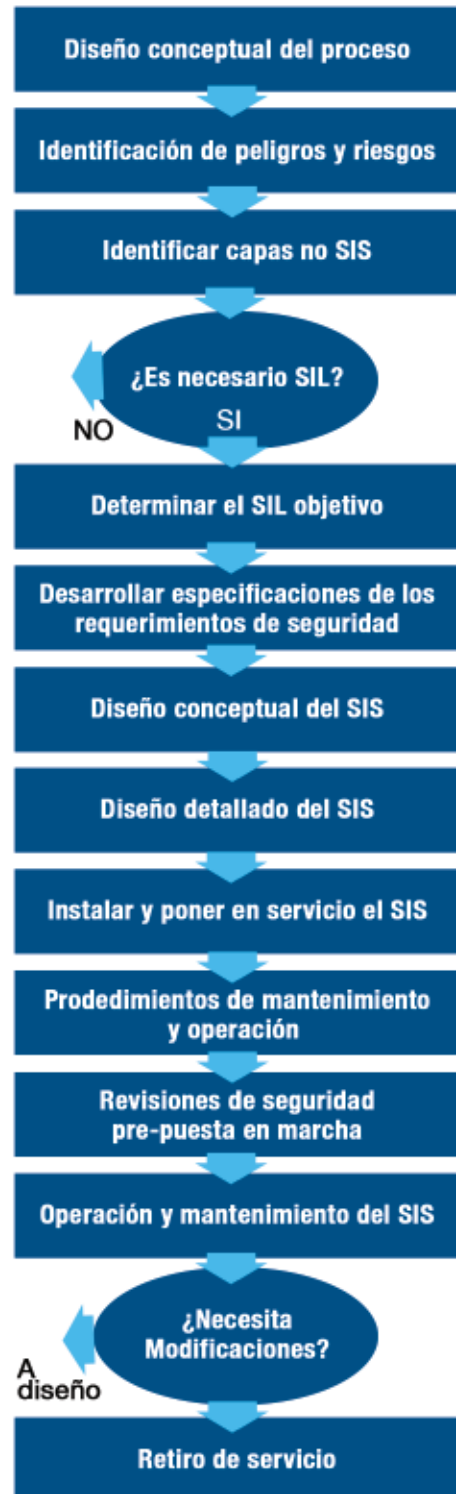 Diseño conceptual del proceso
Identificación de peligros y riesgos
Identificar capas no SIS
¿Es necesario SIL?
SI
NO
Determinar el SIL objetivo
Desarrollar especificaciones de los
requerimientos de seguridad
Diseño conceptual del SIS
Diseño detallado del SIS
Instalar y poner en servicio el SIS
Prodedimientos de mantenimiento
y operación
Revisiones de seguridad
pre-puesta en marcha
Operación y mantenimiento del SIS
¿Necesita
Modificaciones?
A
diseño
Retiro de servicio